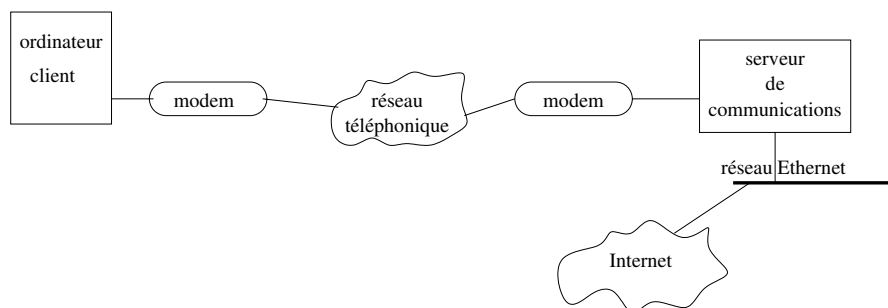 ordinateur
client
modem
réseau
téléphonique
modem
serveur
de
communications
réseau Ethernet
Internet